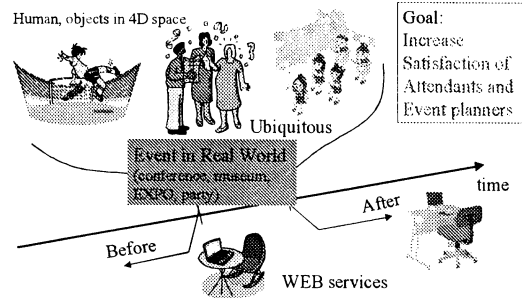 Human, objects in 4D space
Goal:
Increase
Satisfaction of
Attendants and
Event planners
Ubiquitous
Event in Real World
(conference, museum,
EXPO, party)
time
After
Before
WEB services